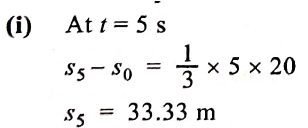 (i) At t = 5 s
s₅ – s₀ = 1/3 × 5 × 20
s₅ = 33.33 m